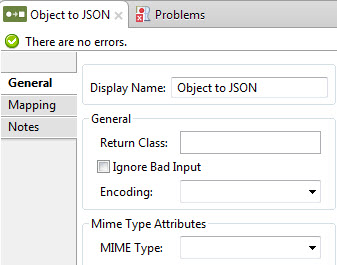 Object to JSON
Problems
There are no errors.
General
Mapping
Notes
Display Name: Object to JSON
General
Return Class:
Ignore Bad Input
Encoding:
Mime Type Attributes
MIME Type: